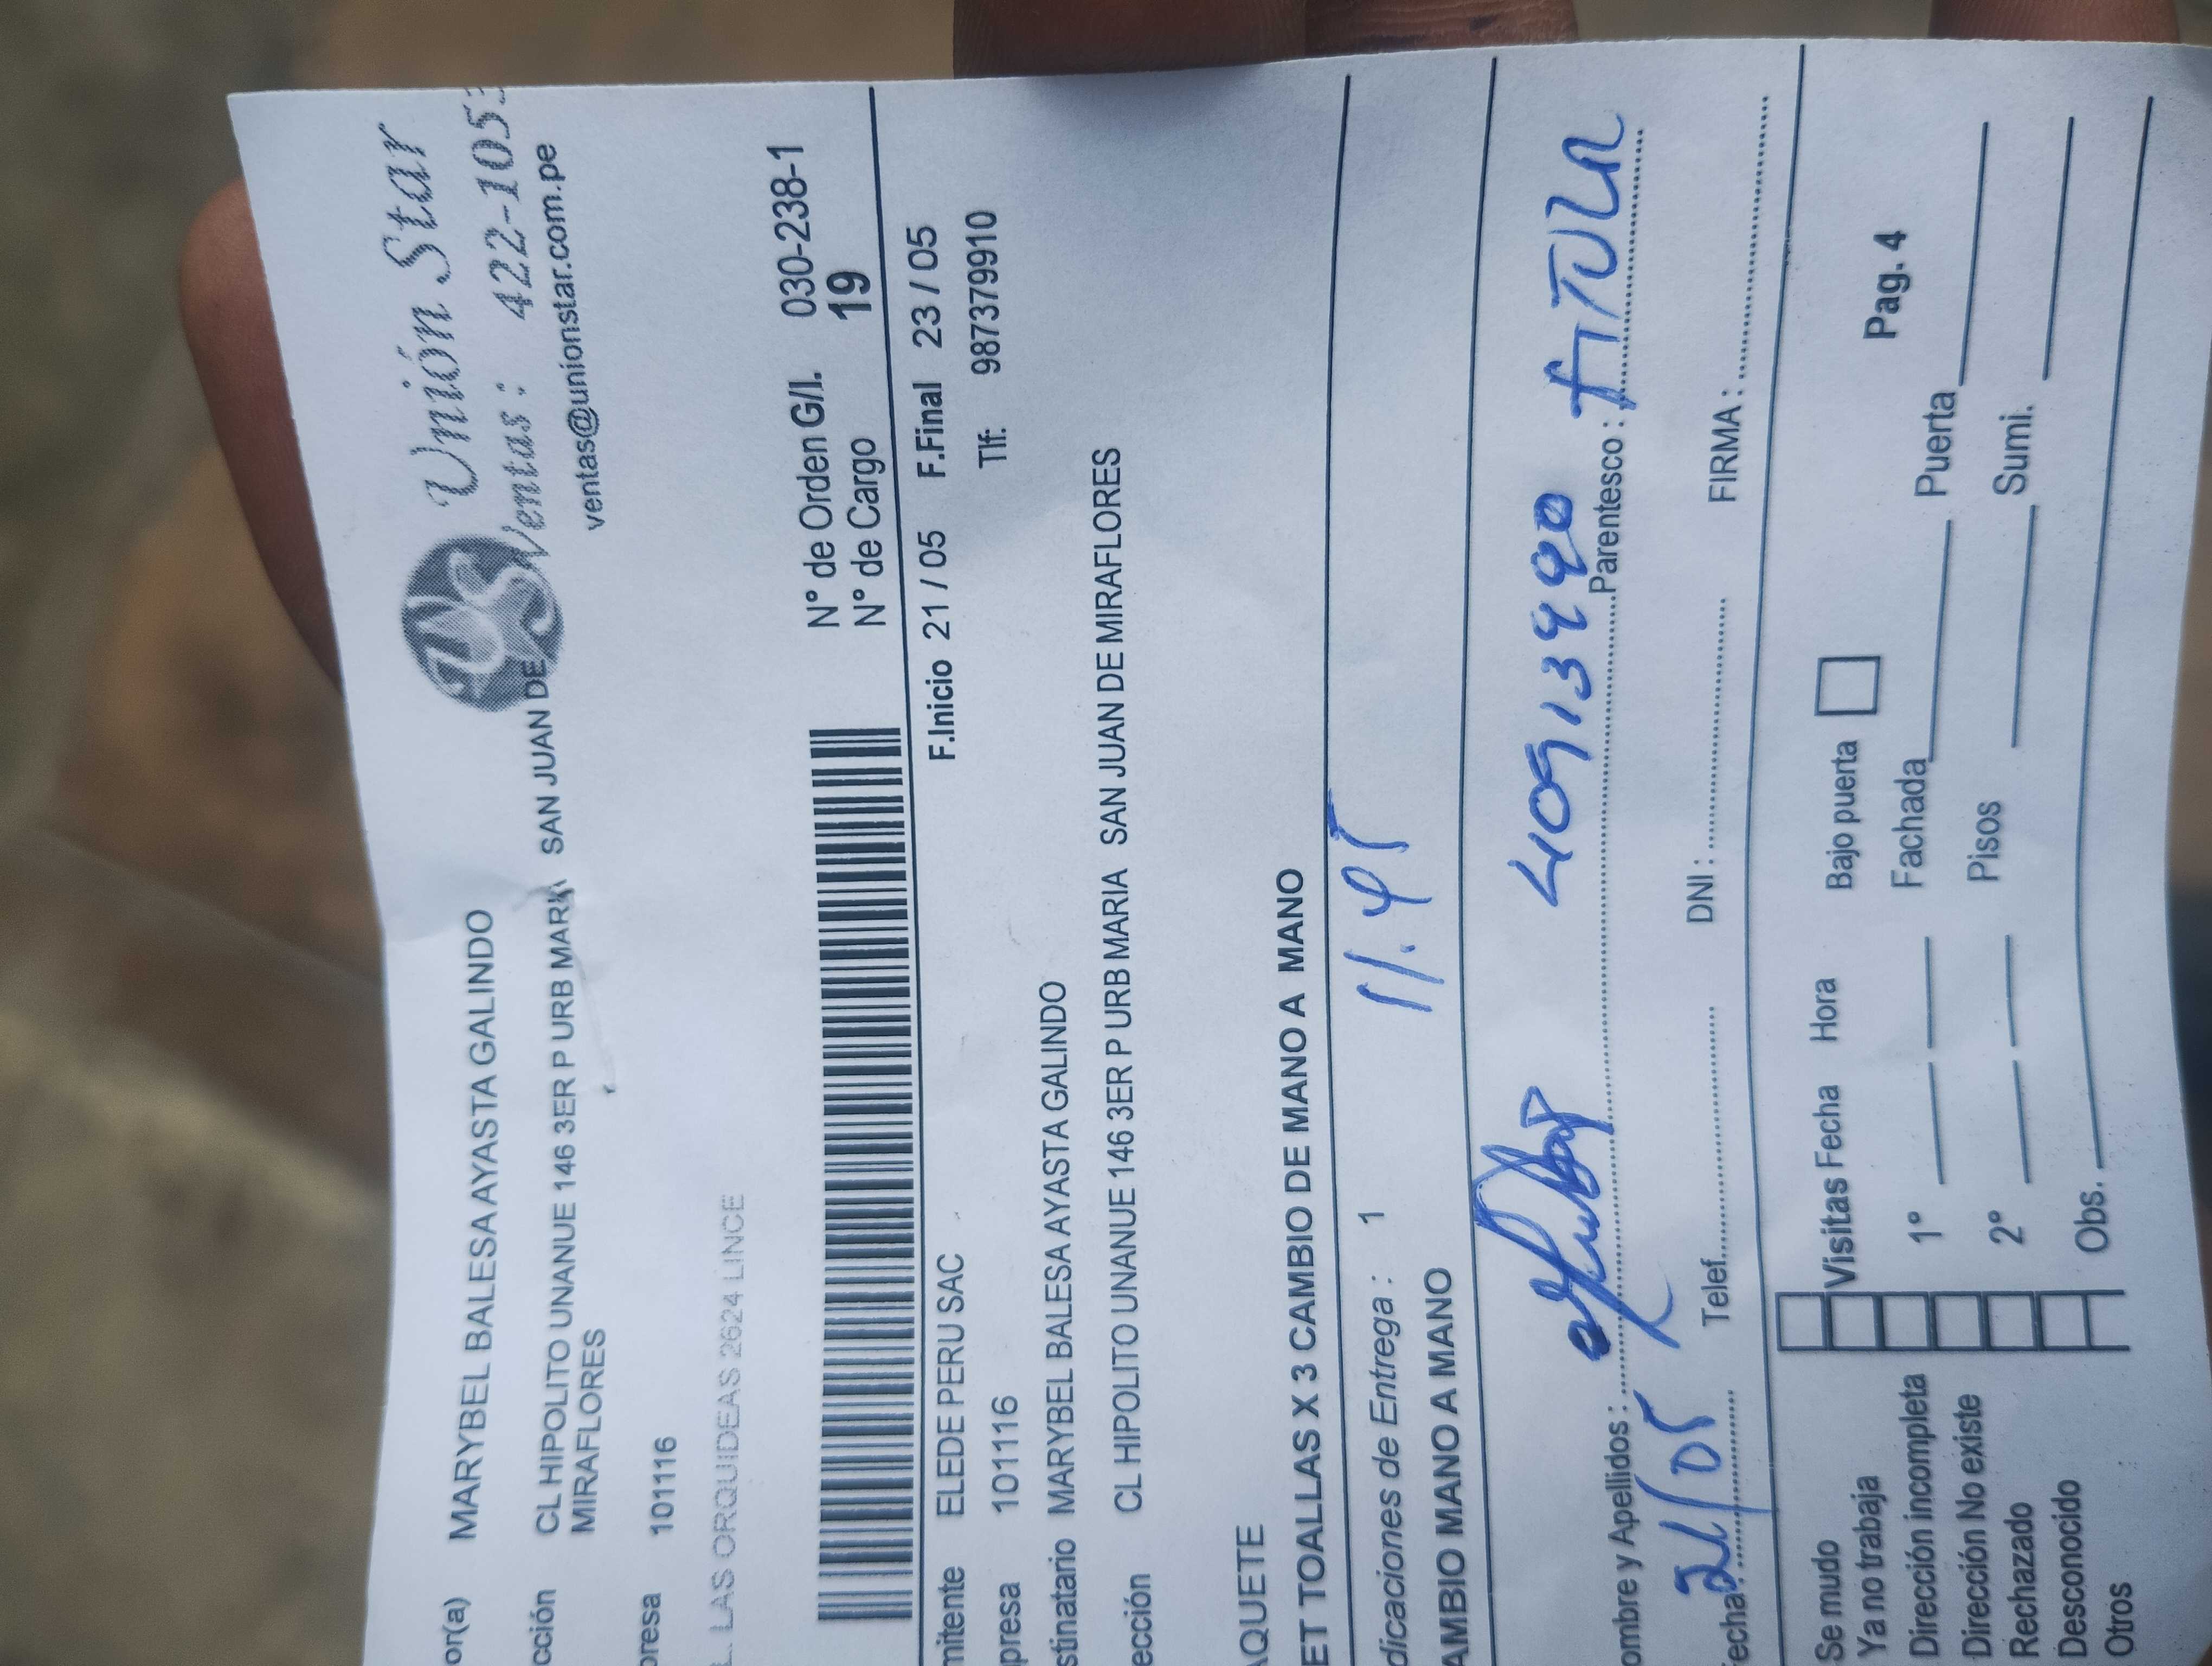 Unión Star
Ventas: 422-105
ventas@unionstar.com.pe
or(a) MARYBEL BALESA AYASTA GALINDO
cción CL HIPOLITO UNANUE 146 3ER P URB MARIA SAN JUAN DE
MIRAFLORES
presa 101116
LAS ORQUIDEAS 2624 LINCE
N° de Orden G/I. 030-238-1
N° de Cargo 19
F.Inicio 21 / 05 F.Final 23 / 05
mitente ELEDE PERU SAC
Tlf: 987379910
presa 101116
stinatario MARYBEL BALESA AYASTA GALINDO
ección CL HIPOLITO UNANUE 146 3ER P URB MARIA SAN JUAN DE MIRAFLORES
AQUETE
ET TOALLAS X 3 CAMBIO DE MANO A MANO
dicaciones de Entrega : 1
11.45
AMBIO MANO A MANO
40913490
ombre y Apellidos : Parentesco : TITULR
echa: 21/05 Telef. DNI : FIRMA :
Se mudo Visitas Fecha Hora Bajo puerta Pag. 4
Ya no trabaja
Dirección incompleta 1° Fachada Puerta
Dirección No existe
Rechazado 2° Pisos Sumi.
Desconocido
Otros Obs.